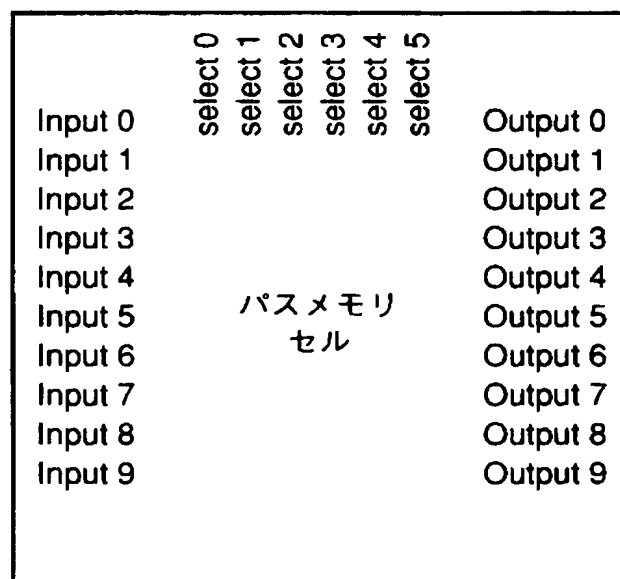 select 0
select 1
select 2
select 3
select 4
select 5
Input 0
Input 1
Input 2
Input 3
Input 4
Input 5
Input 6
Input 7
Input 8
Input 9
パスメモリ
セル
Output 0
Output 1
Output 2
Output 3
Output 4
Output 5
Output 6
Output 7
Output 8
Output 9